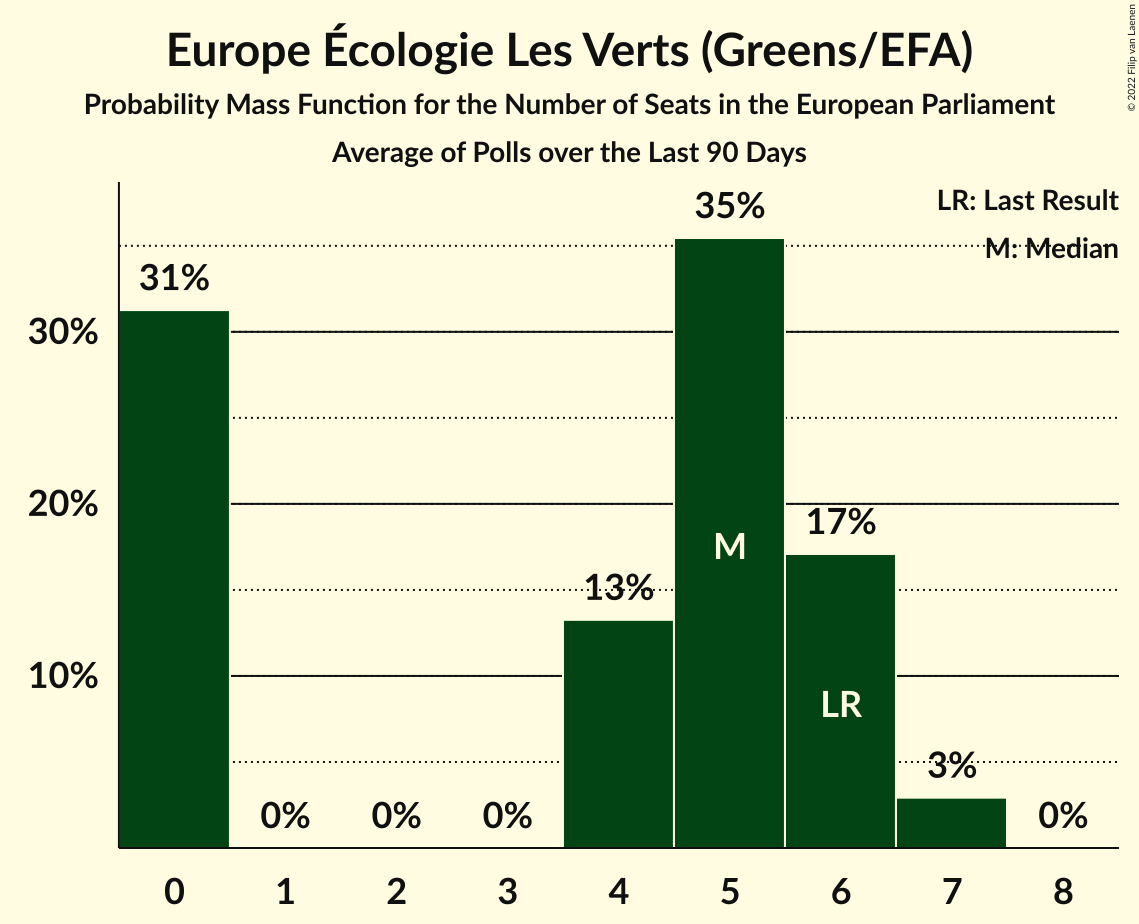 Europe Écologie Les Verts (Greens/EFA)
Probability Mass Function for the Number of Seats in the European Parliament
Average of Polls over the Last 90 Days
© 2022 Filip van Laenen
LR: Last Result
M: Median
35%
31%
30%
20%
17%
M
13%
10%
LR
3%
0% 0% 0% 0%
0 1 2 3 4 5 6 7 8